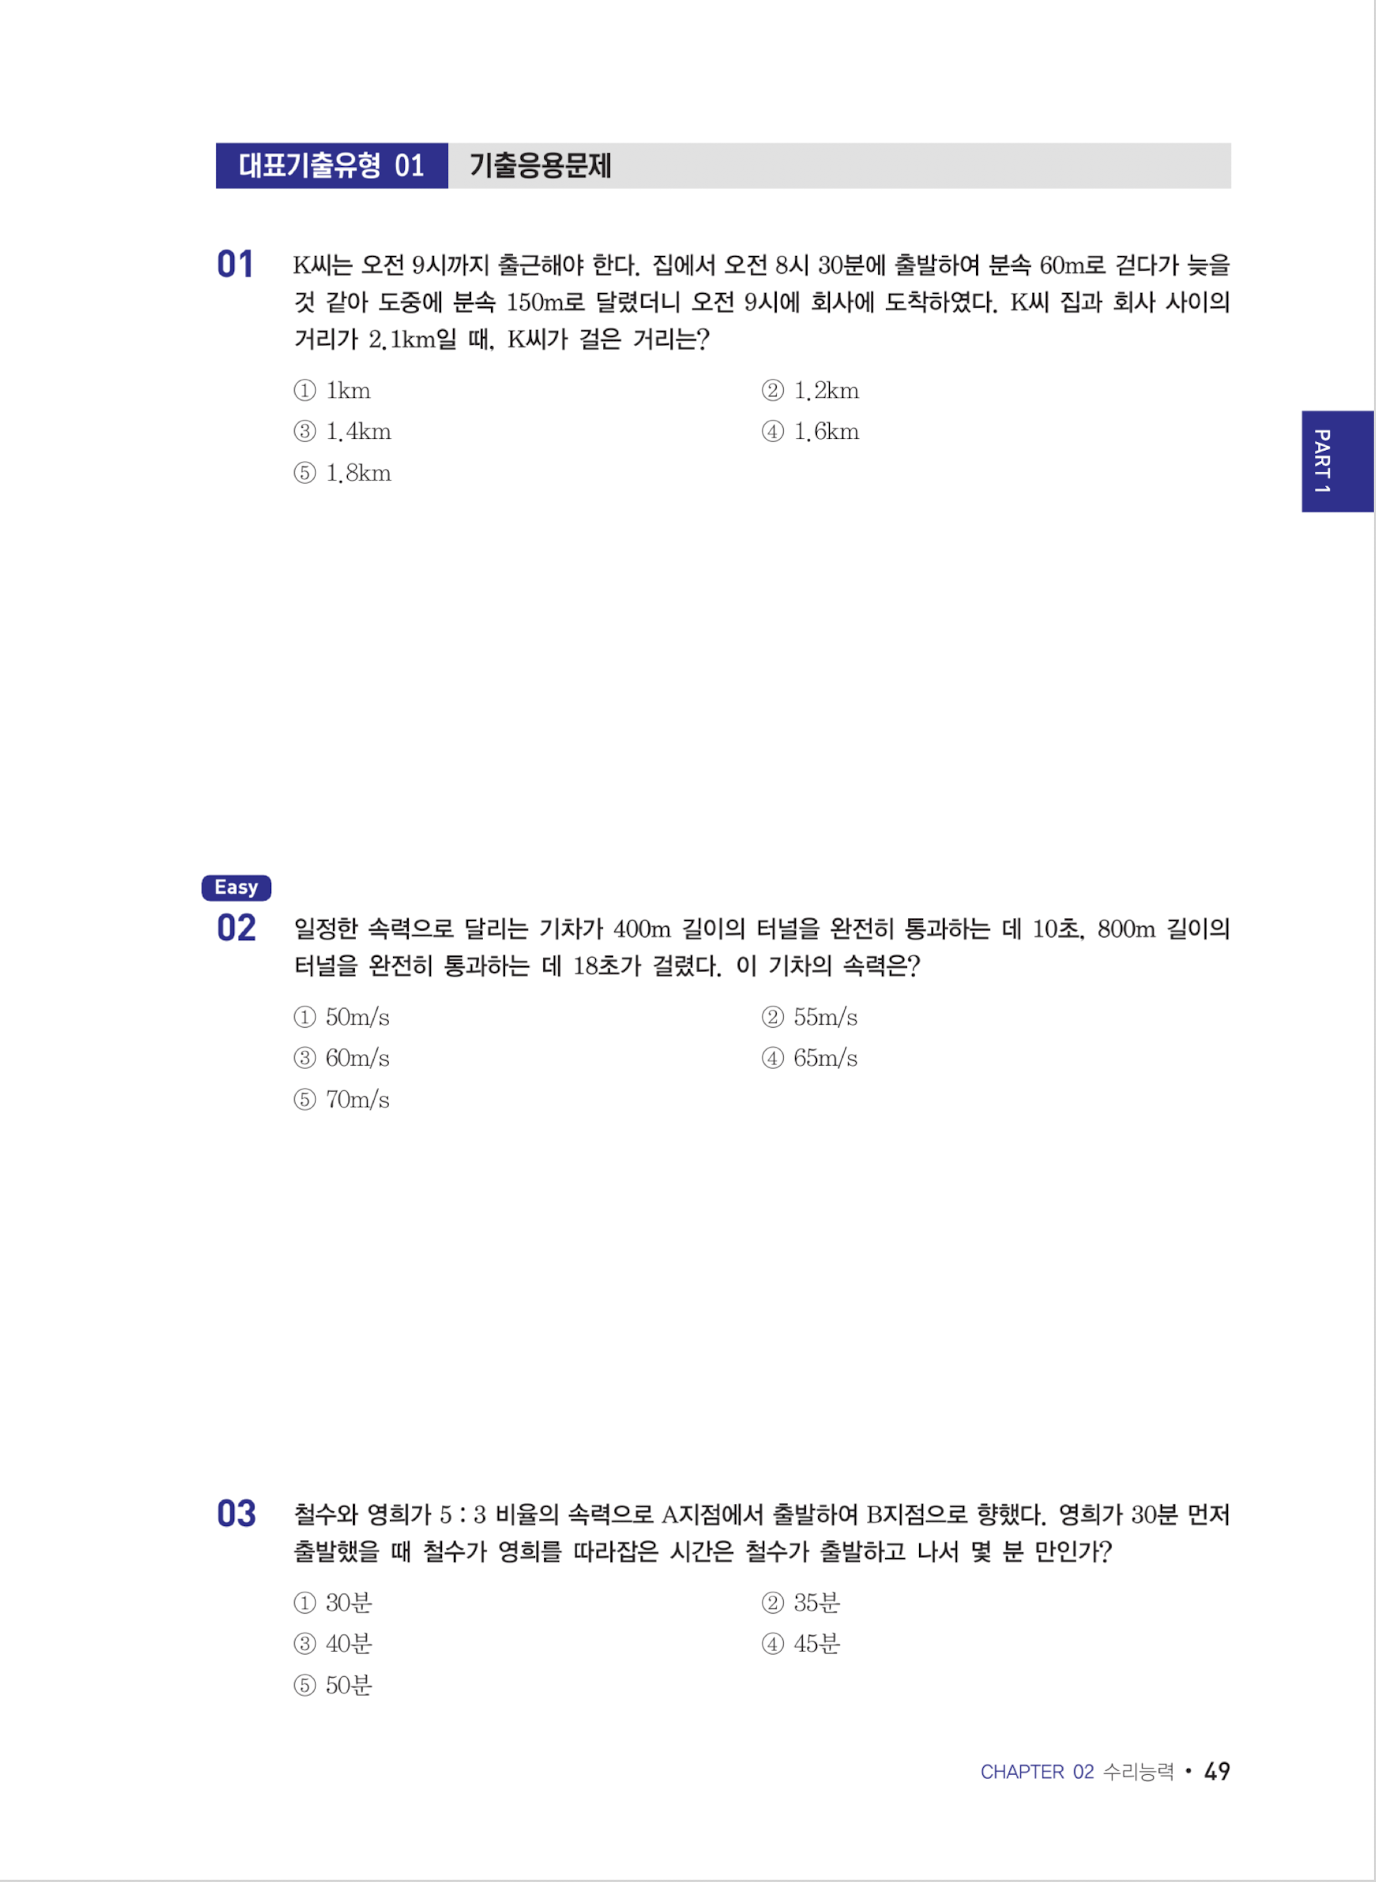 대표기출유형 01 기출응용문제
01 K씨는 오전 9시까지 출근해야 한다. 집에서 오전 8시 30분에 출발하여 분속 60m로 걷다가 늦을
것 같아 도중에 분속 150m로 달렸더니 오전 9시에 회사에 도착하였다. K씨 집과 회사 사이의
거리가 2.1km일 때, K씨가 걸은 거리는?
① 1km ② 1.2km
③ 1.4km ④ 1.6km
⑤ 1.8km
PART 1
Easy
02 일정한 속력으로 달리는 기차가 400m 길이의 터널을 완전히 통과하는 데 10초, 800m 길이의
터널을 완전히 통과하는 데 18초가 걸렸다. 이 기차의 속력은?
① 50m/s ② 55m/s
③ 60m/s ④ 65m/s
⑤ 70m/s
03 철수와 영희가 5 : 3 비율의 속력으로 A지점에서 출발하여 B지점으로 향했다. 영희가 30분 먼저
출발했을 때 철수가 영희를 따라잡은 시간은 철수가 출발하고 나서 몇 분 만인가?
① 30분 ② 35분
③ 40분 ④ 45분
⑤ 50분
CHAPTER 02 수리능력 • 49